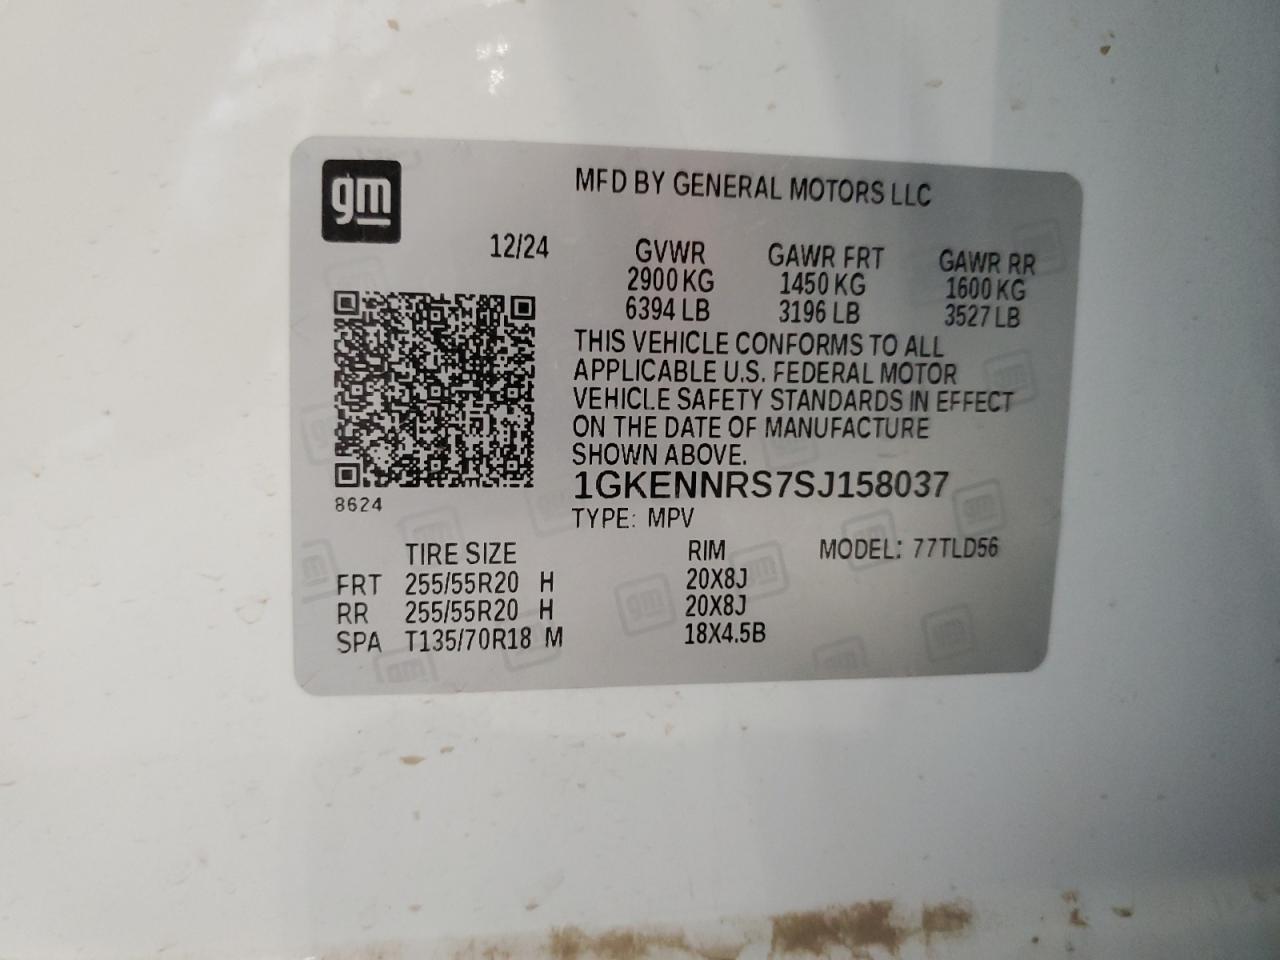 gm
MFD BY GENERAL MOTORS LLC
12/24 GVWR GAWR FRT GAWR RR
2900 KG 1450 KG 1600 KG
6394 LB 3196 LB 3527 LB
THIS VEHICLE CONFORMS TO ALL
APPLICABLE U.S. FEDERAL MOTOR
VEHICLE SAFETY STANDARDS IN EFFECT
ON THE DATE OF MANUFACTURE
SHOWN ABOVE.
1GKENNRS7SJ158037
8624
TYPE: MPV
TIRE SIZE RIM MODEL: 77TLD56
FRT 255/55R20 H 20X8J
RR 255/55R20 H 20X8J
SPA T135/70R18 M 18X4.5B